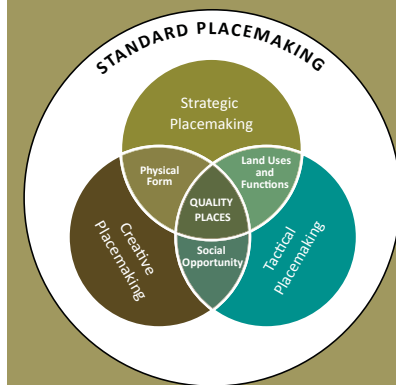 STANDARD PLACEMAKING
Strategic
Placemaking
Physical
Form
Land Uses
and
Functions
QUALITY
PLACES
Creative
Placemaking
Social
Opportunity
Tactical
Placemaking